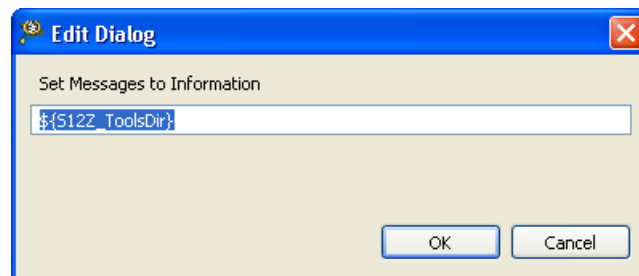 Edit Dialog
Set Messages to Information
${S12Z_ToolsDir}
OK Cancel